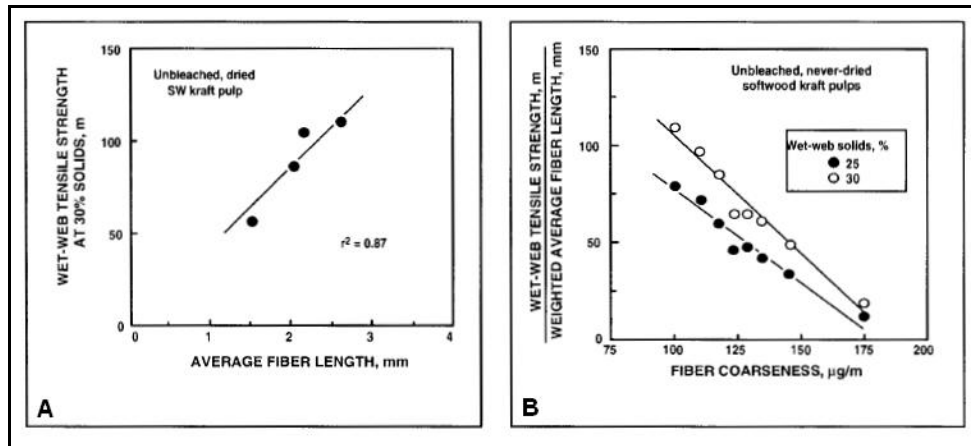 WET-WEB TENSILE STRENGTH
AT 30% SOLIDS, m
150
100
50
0
Unbleached, dried
SW kraft pulp
r² = 0.87
0 1 2 3 4
AVERAGE FIBER LENGTH, mm
A
WET-WEB TENSILE STRENGTH, m
WEIGHTED AVERAGE FIBER LENGTH, mm
150
100
50
0
Unbleached, never-dried
softwood kraft pulps
Wet-web solids, %
25
30
75 100 125 150 175 200
FIBER COARSENESS, µg/m
B